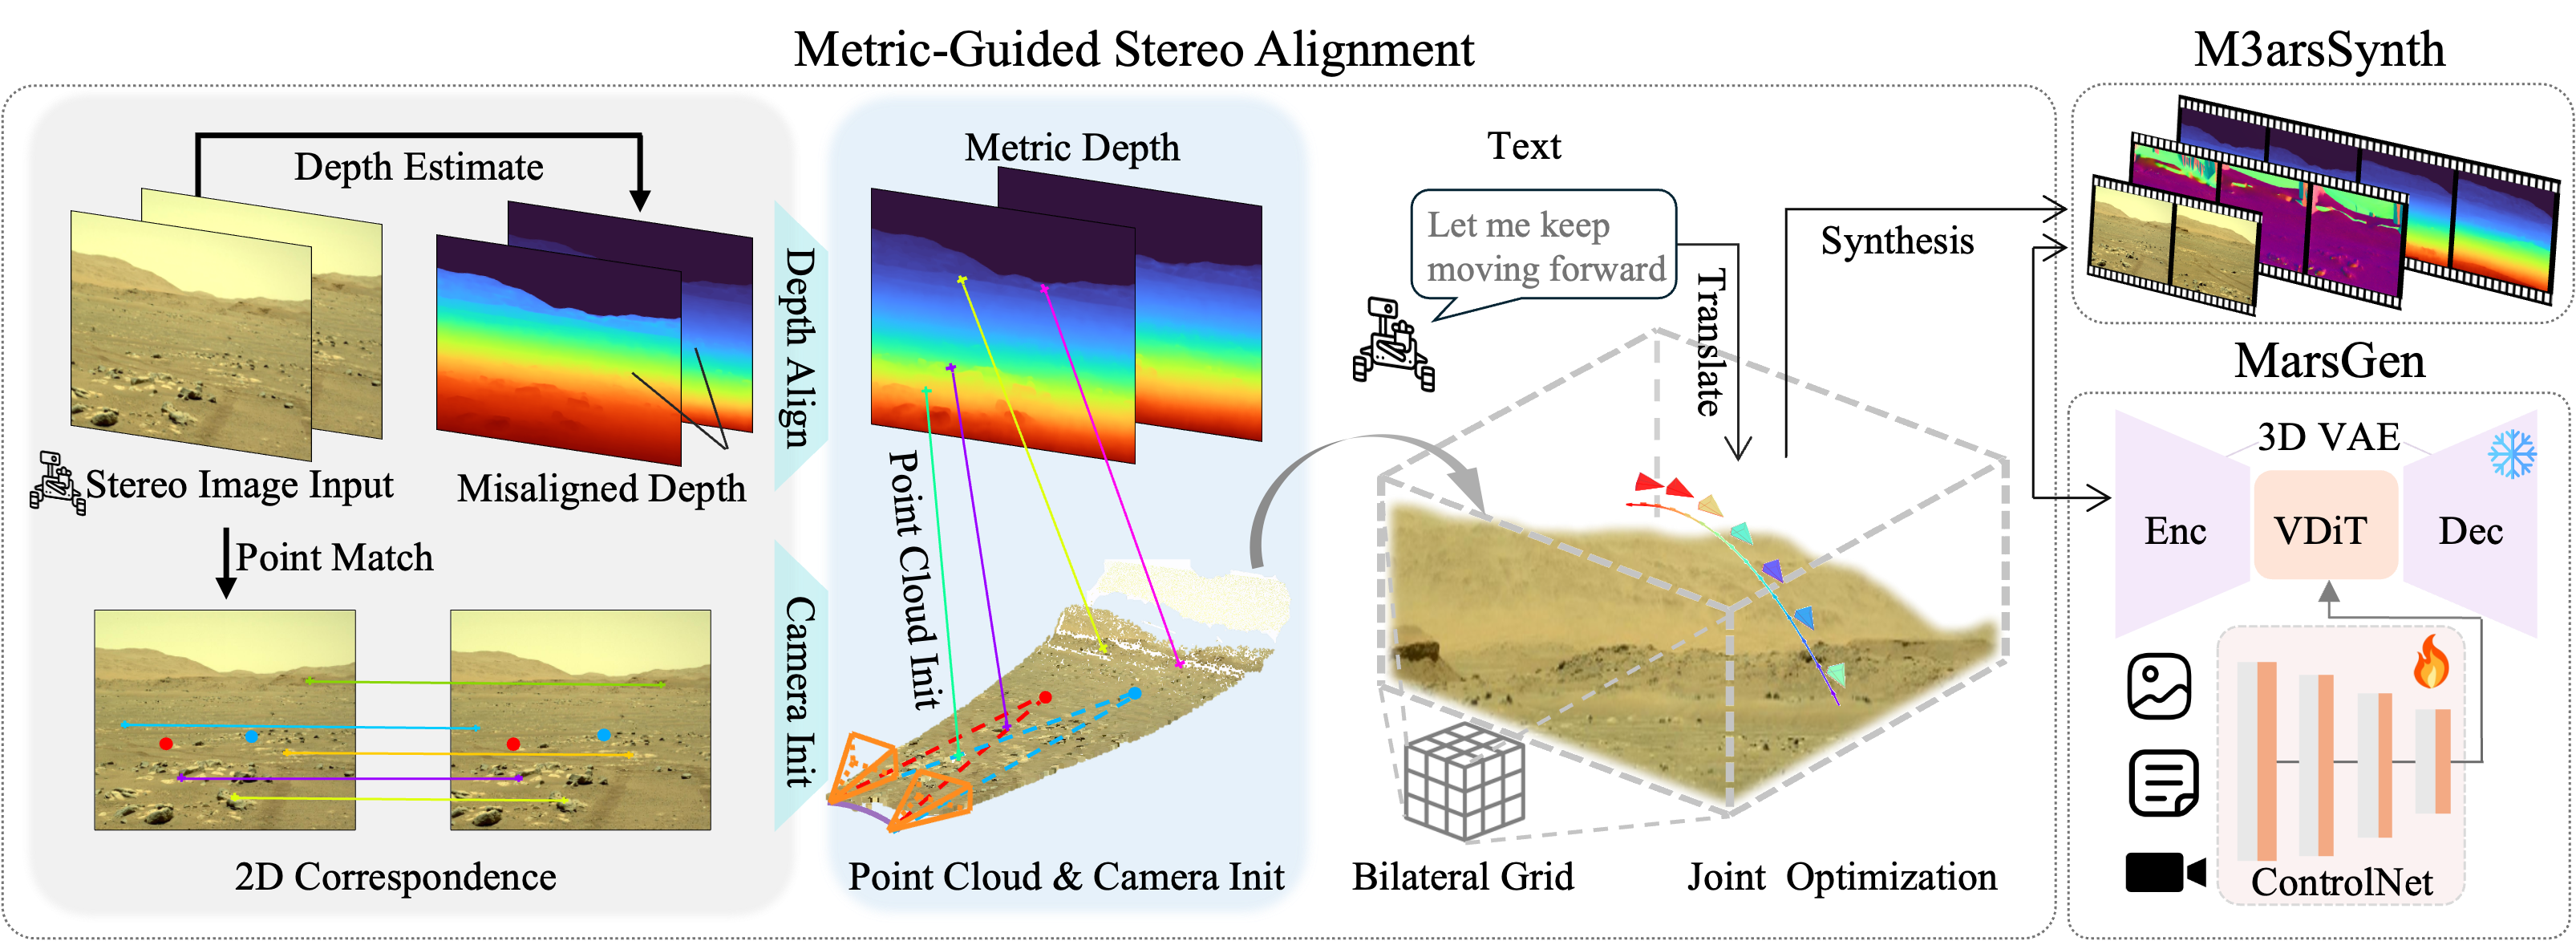 Metric-Guided Stereo Alignment
Depth Estimate
Stereo Image Input
Misaligned Depth
Point Match
2D Correspondence
Depth Align
Camera Init
Metric Depth
Point Cloud Init
Point Cloud & Camera Init
Text
Let me keep
moving forward
Translate
Synthesis
Bilateral Grid
Joint Optimization
M3arsSynth
MarsGen
3D VAE
Enc
VDiT
Dec
ControlNet